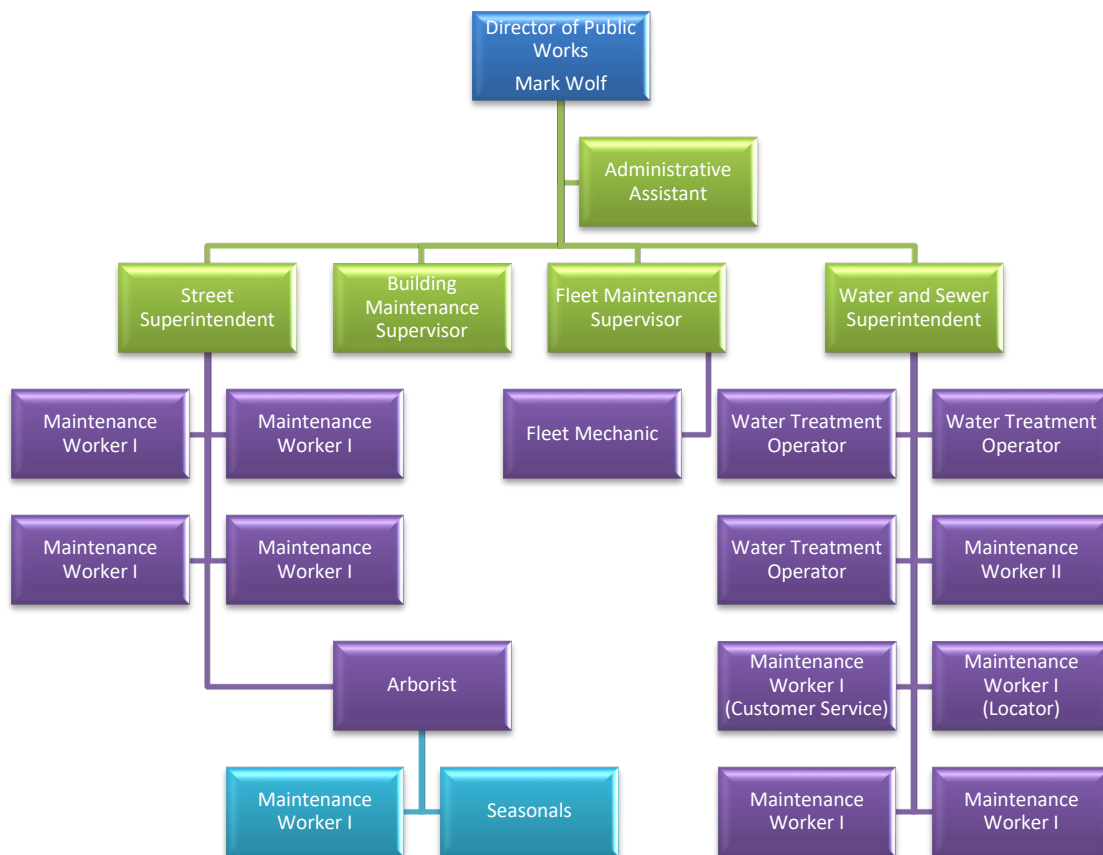 Director of Public
Works
Mark Wolf
Administrative
Assistant
Street
Superintendent
Building
Maintenance
Supervisor
Fleet Maintenance
Supervisor
Water and Sewer
Superintendent
Maintenance
Worker I
Maintenance
Worker I
Fleet Mechanic
Water Treatment
Operator
Water Treatment
Operator
Maintenance
Worker I
Maintenance
Worker I
Water Treatment
Operator
Maintenance
Worker II
Arborist
Maintenance
Worker I
(Customer Service)
Maintenance
Worker I
(Locator)
Maintenance
Worker I
Seasonals
Maintenance
Worker I
Maintenance
Worker I